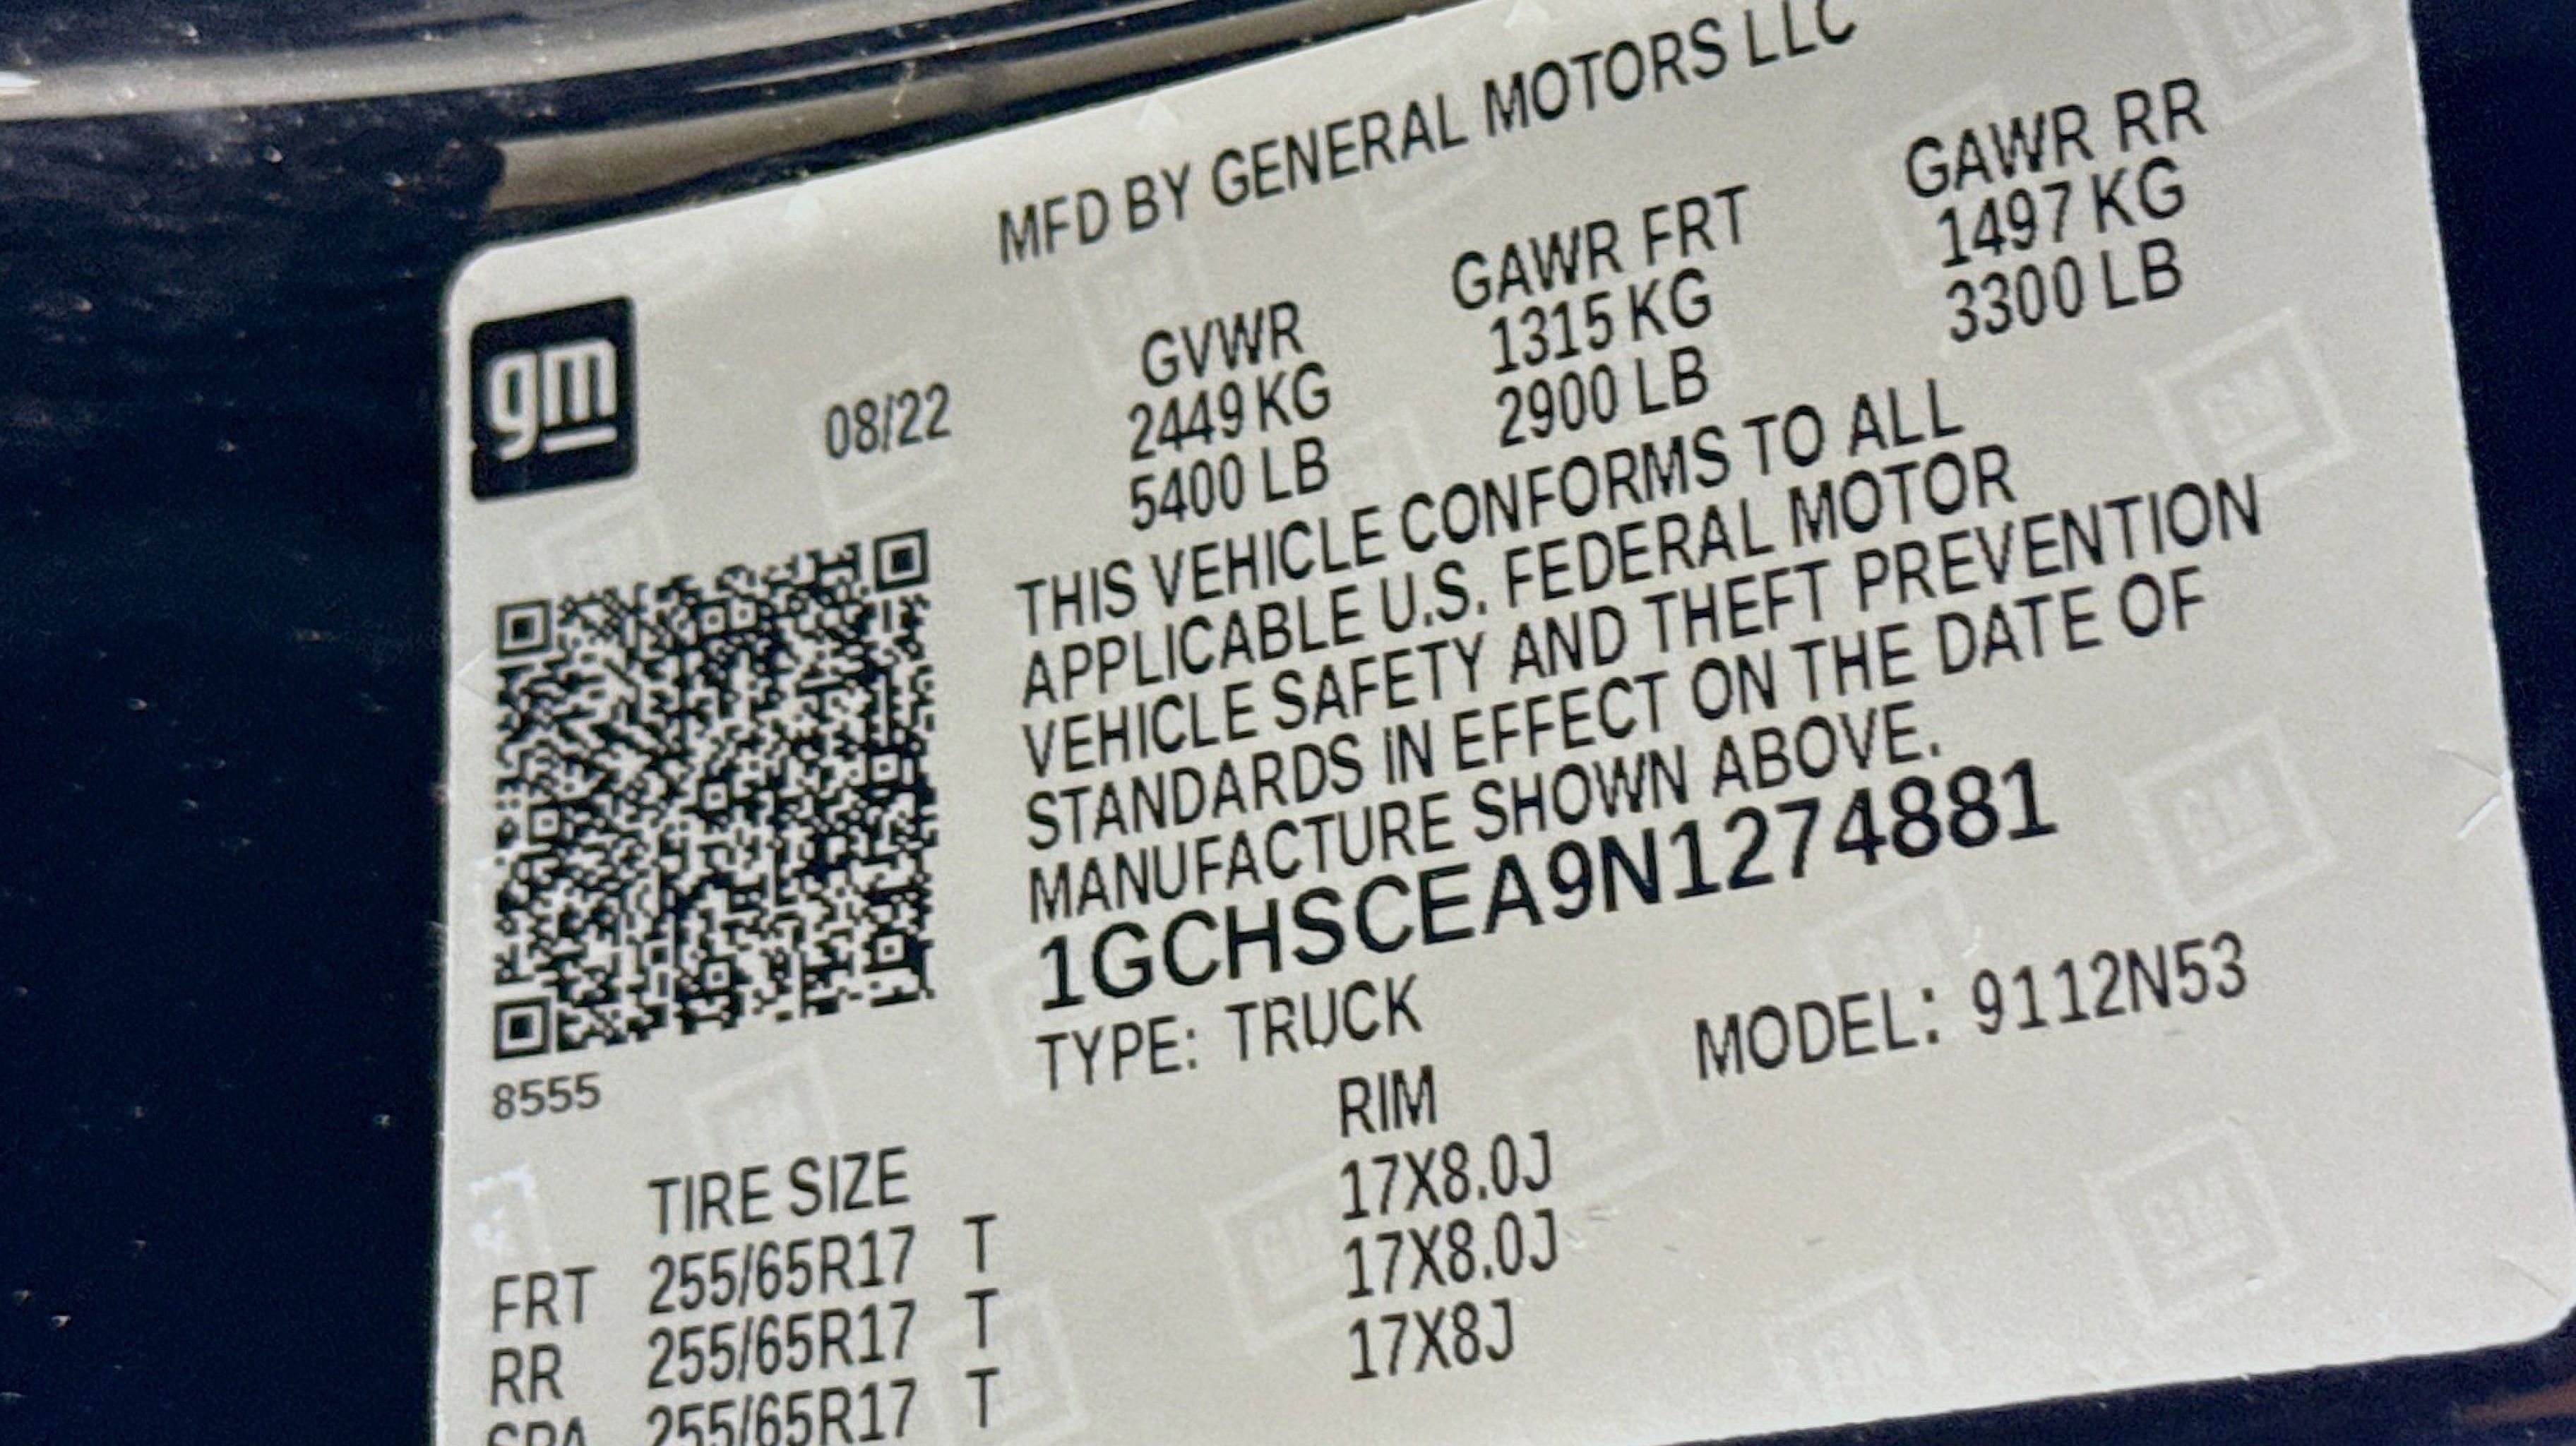 MFD BY GENERAL MOTORS LLC
gm
08/22
GVWR GAWR FRT GAWR RR
2449 KG 1315 KG 1497 KG
5400 LB 2900 LB 3300 LB
THIS VEHICLE CONFORMS TO ALL
APPLICABLE U.S. FEDERAL MOTOR
VEHICLE SAFETY AND THEFT PREVENTION
STANDARDS IN EFFECT ON THE DATE OF
MANUFACTURE SHOWN ABOVE.
1GCHSCEA9N1274881
8555
TYPE: TRUCK MODEL: 9112N53
TIRE SIZE RIM
FRT 255/65R17 T 17X8.0J
RR 255/65R17 T 17X8.0J
SPA 255/65R17 T 17X8J